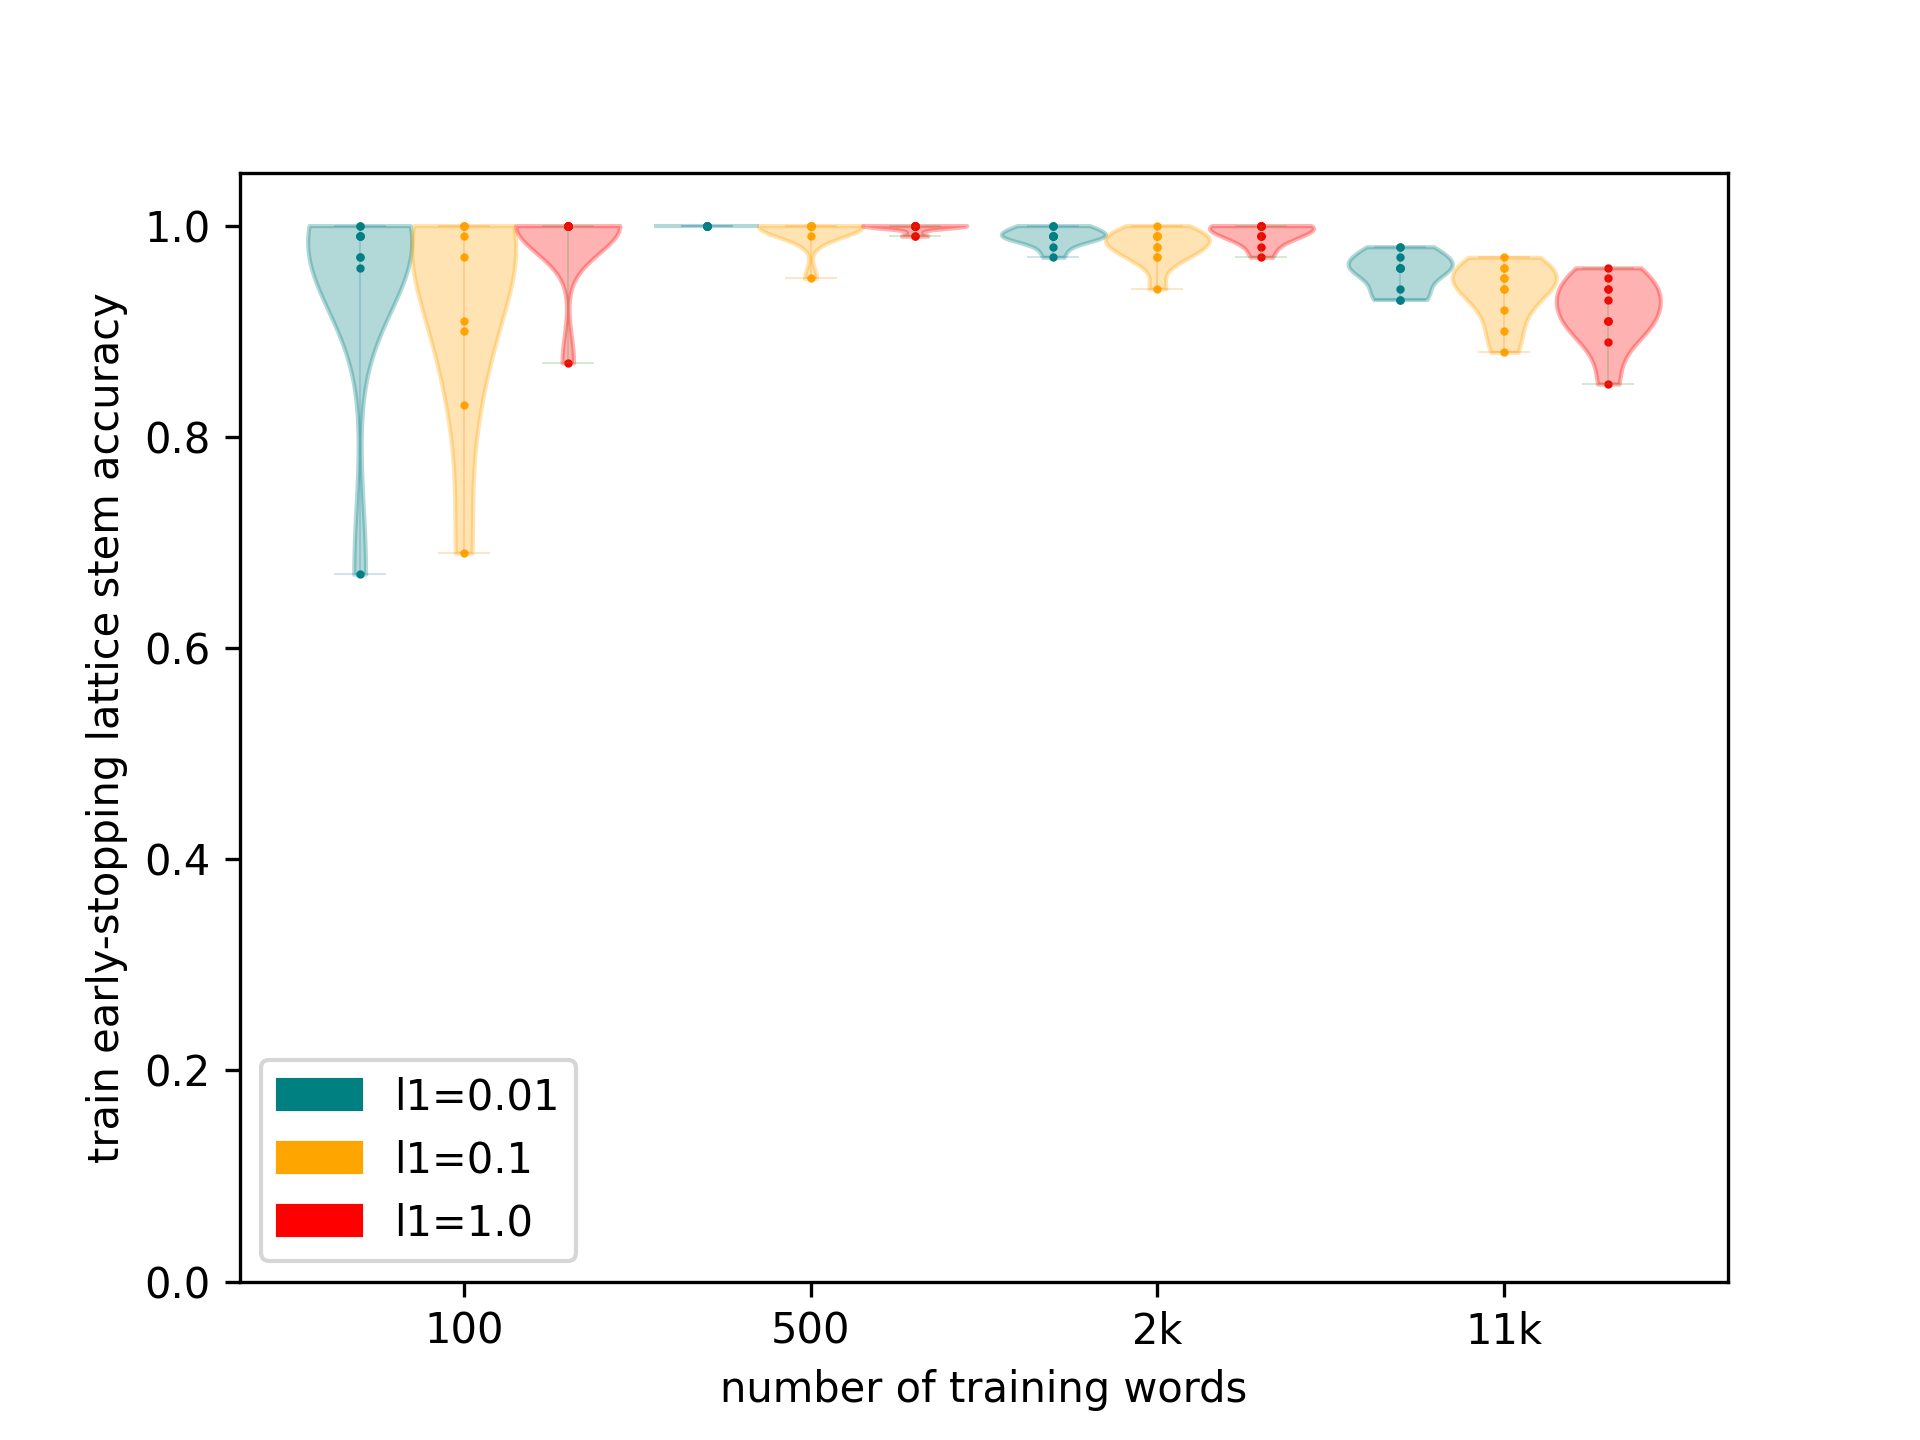 train early-stopping lattice stem accuracy
1.0
0.8
0.6
0.4
0.2
0.0
l1=0.01
l1=0.1
l1=1.0
100 500 2k 11k
number of training words